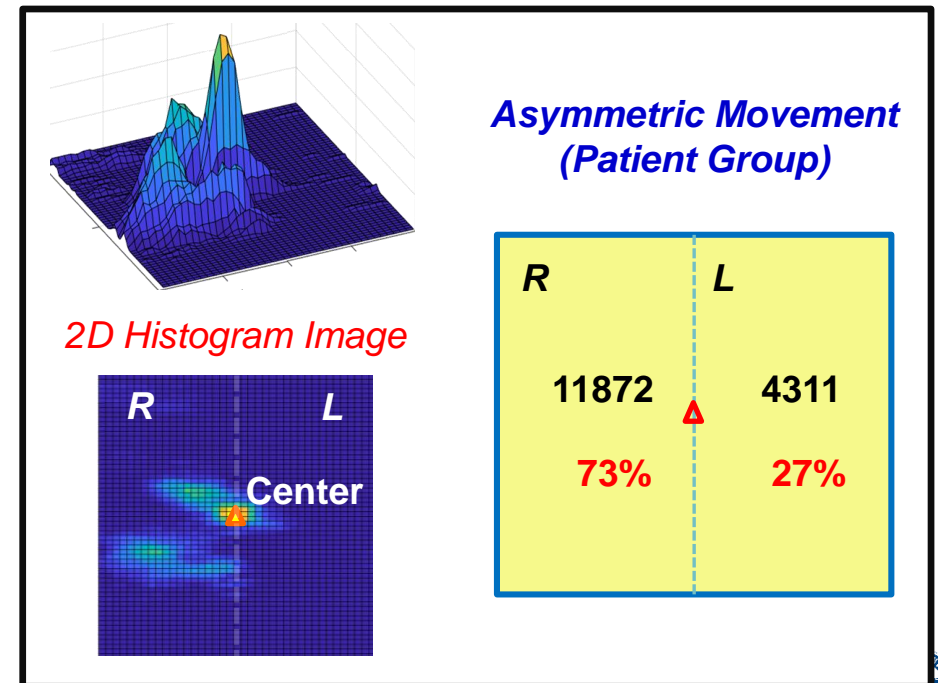 Asymmetric Movement
(Patient Group)
2D Histogram Image
R L
Center
R L
11872 4311
73% 27%